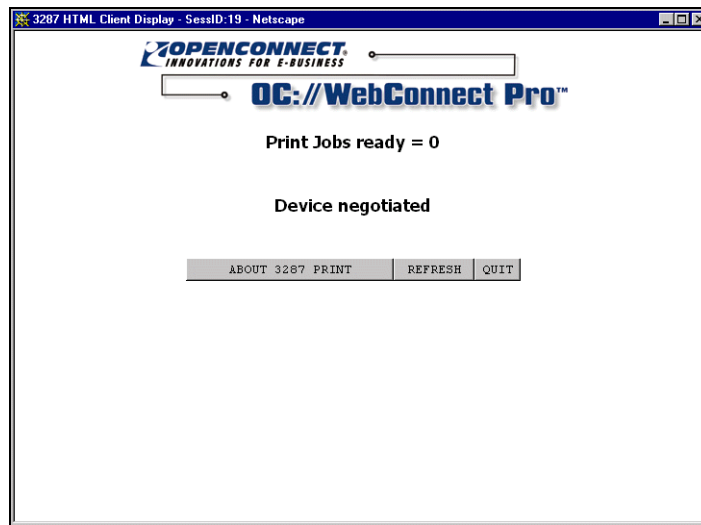 3287 HTML Client Display - SessID:19 - Netscape
OPENCONNECT.
INNOVATIONS FOR E-BUSINESS
OC://WebConnect Pro™
Print Jobs ready = 0
Device negotiated
ABOUT 3287 PRINT REFRESH QUIT